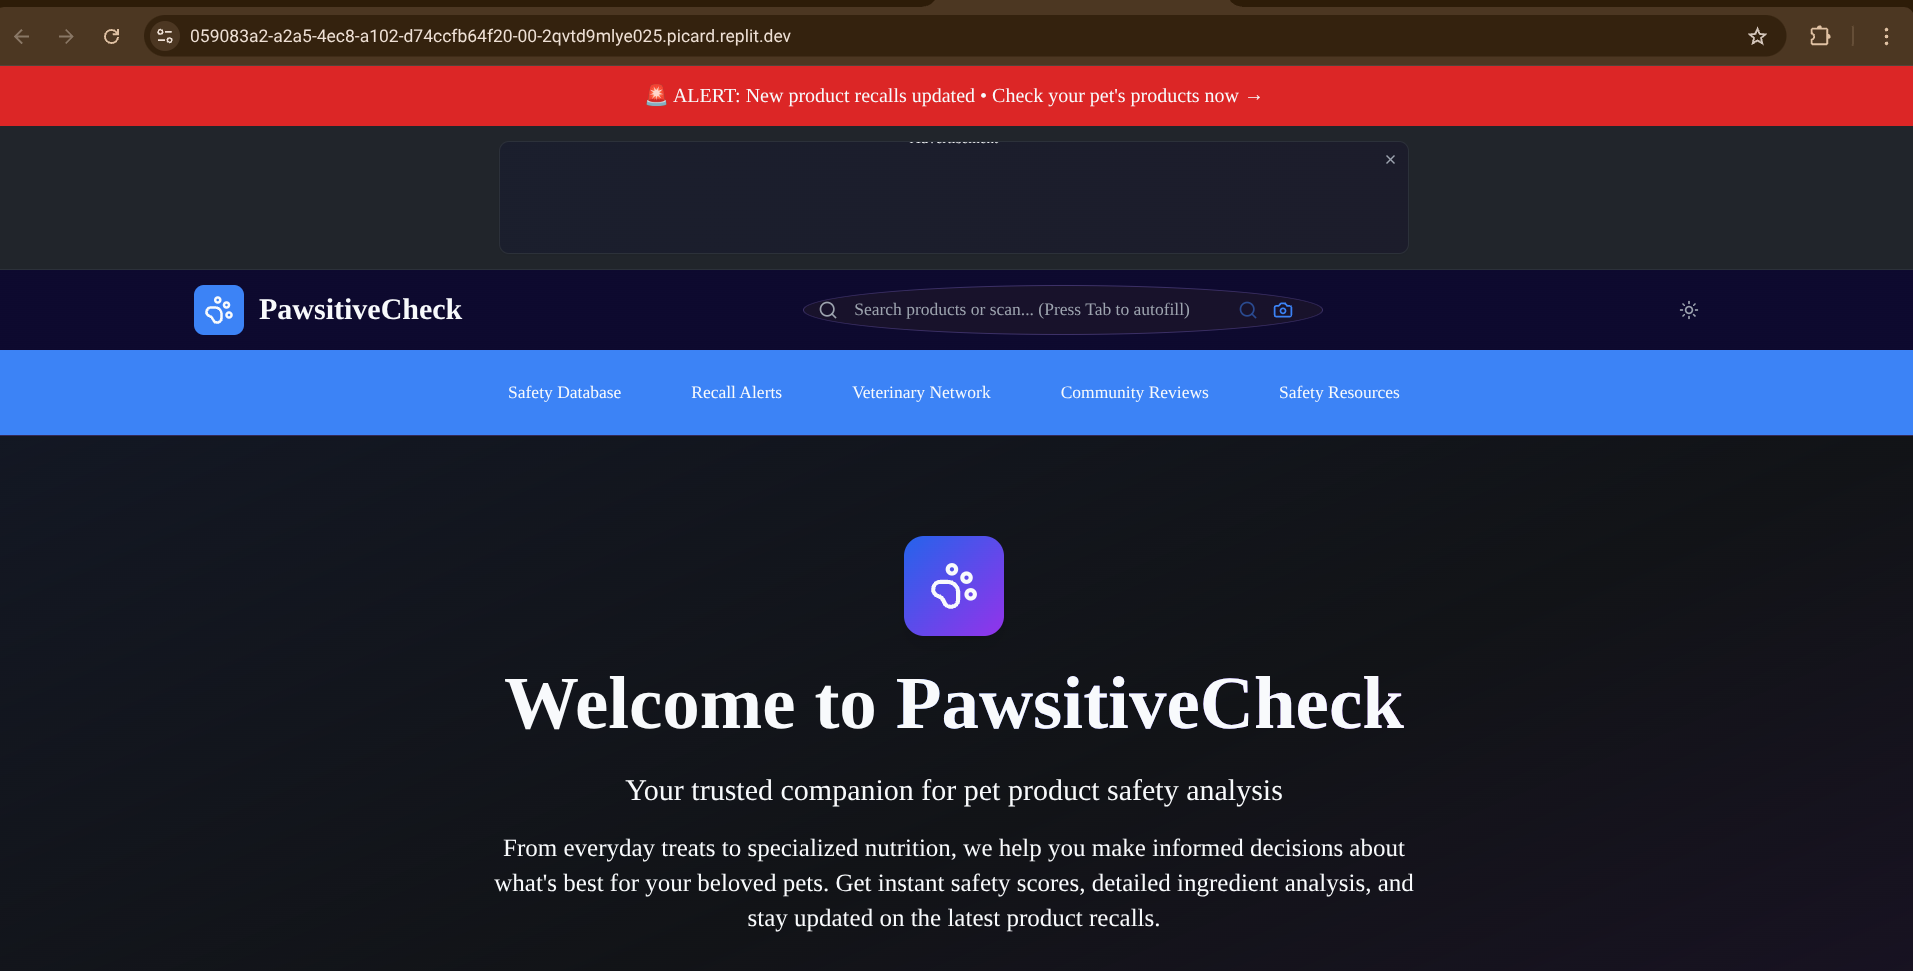 059083a2-a2a5-4ec8-a102-d74ccfb64f20-00-2qvtd9mlye025.picard.replit.dev
🚨 ALERT: New product recalls updated • Check your pet's products now →
Advertisement
PawsitiveCheck
Search products or scan... (Press Tab to autofill)
Safety Database Recall Alerts Veterinary Network Community Reviews Safety Resources
Welcome to PawsitiveCheck
Your trusted companion for pet product safety analysis
From everyday treats to specialized nutrition, we help you make informed decisions about
what's best for your beloved pets. Get instant safety scores, detailed ingredient analysis, and
stay updated on the latest product recalls.